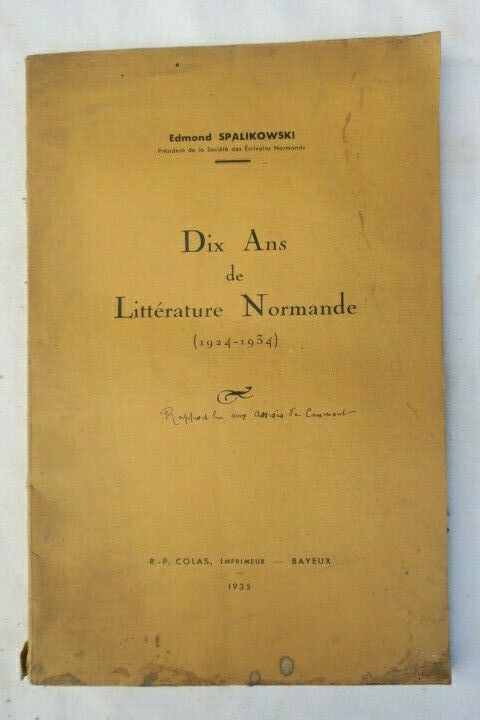 Edmond SPALIKOWSKI
Président de la Société des Écrivains Normands
Dix Ans
de
Littérature Normande
(1924-1934)
Rapport lu aux Assises de Caumont
R.-P. COLAS, IMPRIMEUR — BAYEUX
1935